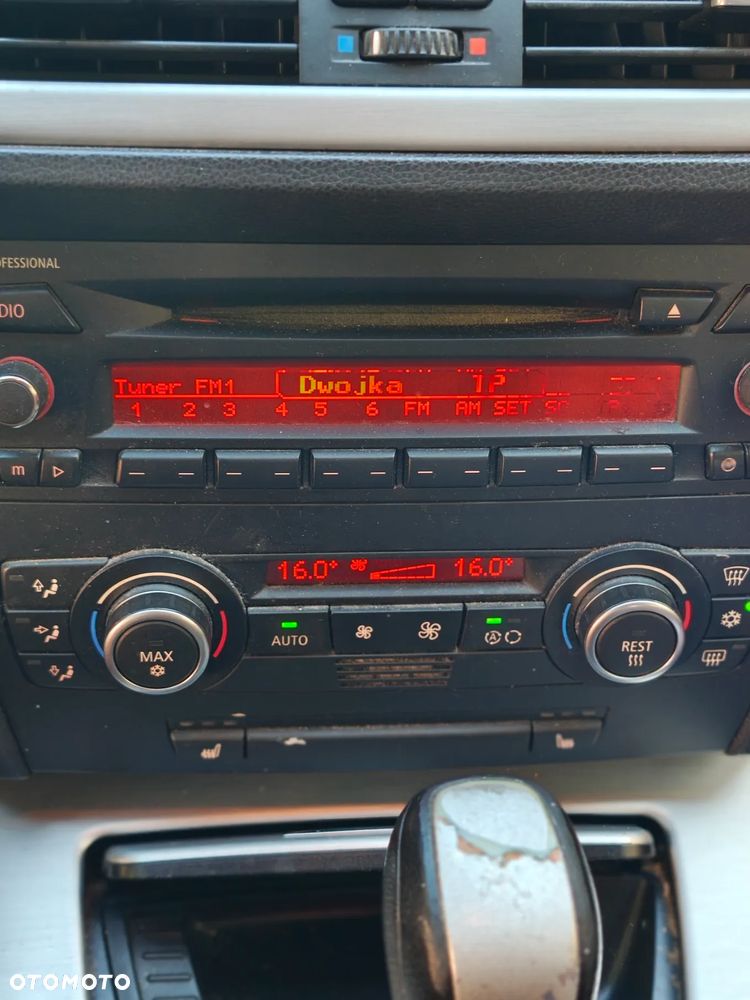 OFESSIONAL
DIO
Tuner FM1 Dwojka TP
1 2 3 4 5 6 FM AM SET
m
16.0° 16.0°
MAX
AUTO
A
REST
OTOMOTO